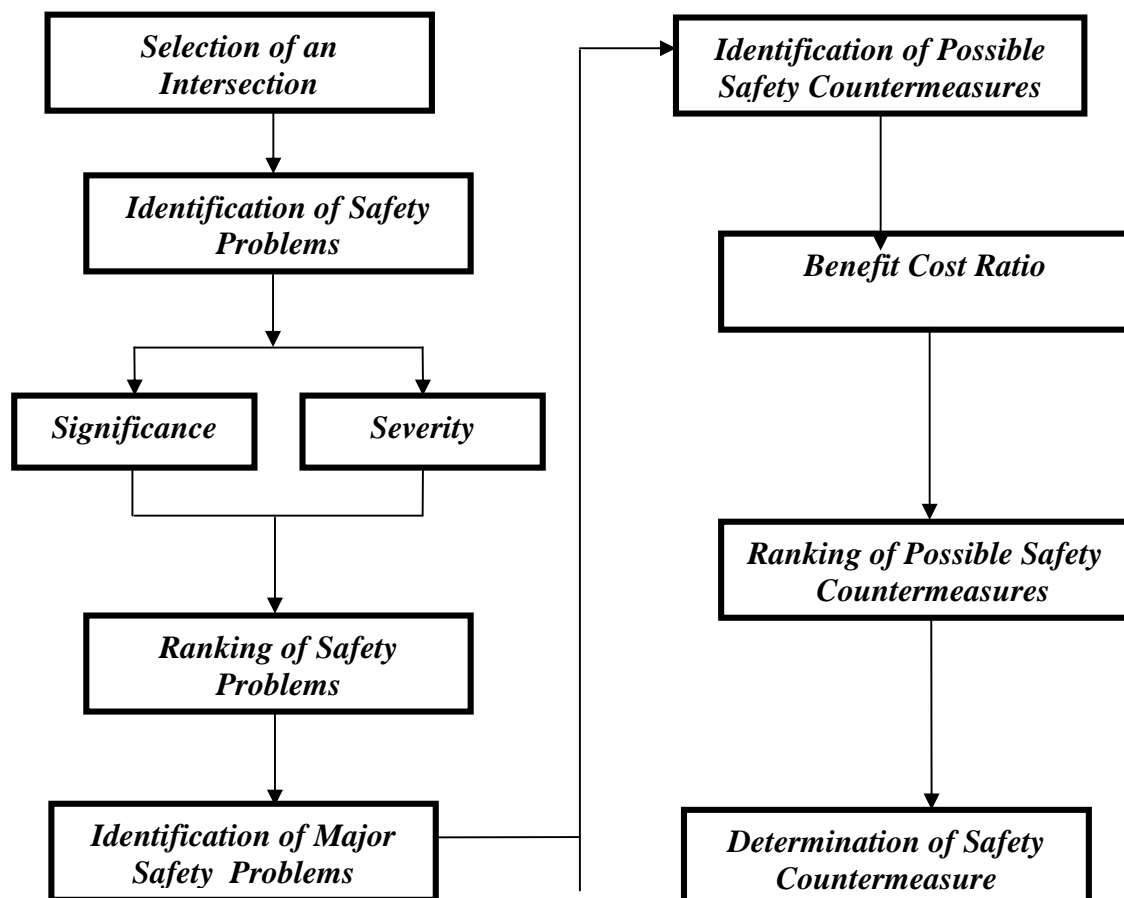 Selection of an
Intersection
Identification of Safety
Problems
Significance
Severity
Ranking of Safety
Problems
Identification of Major
Safety Problems
Identification of Possible
Safety Countermeasures
Benefit Cost Ratio
Ranking of Possible Safety
Countermeasures
Determination of Safety
Countermeasure